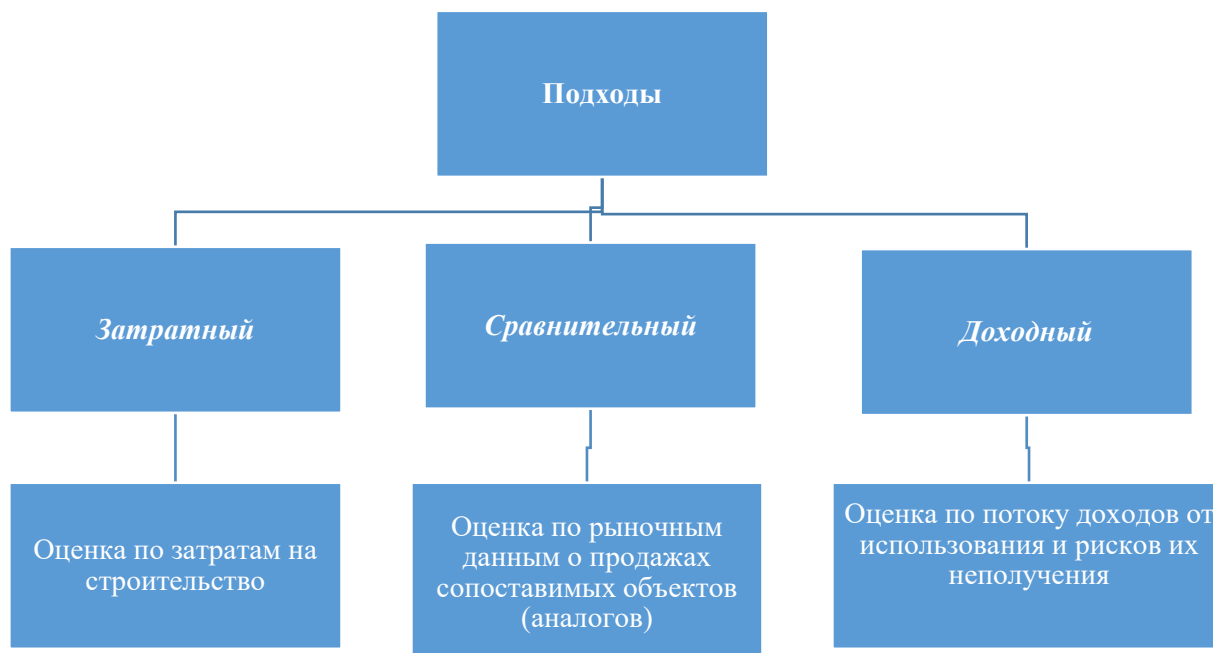 Подходы
Затратный
Сравнительный
Доходный
Оценка по затратам на
строительство
Оценка по рыночным
данным о продажах
сопоставимых объектов
(аналогов)
Оценка по потоку доходов от
использования и рисков их
неполучения